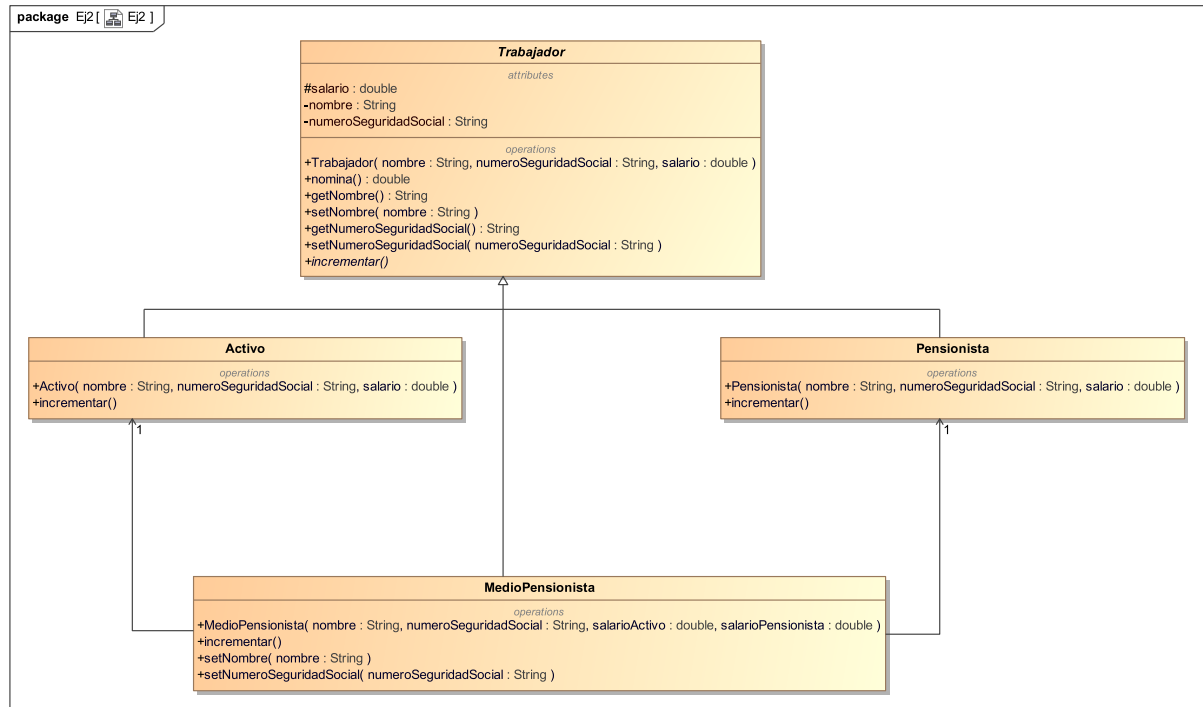 package Ej2 [ Ej2 ]
Trabajador
attributes
#salario : double
-nombre : String
-numeroSeguridadSocial : String
operations
+Trabajador( nombre : String, numeroSeguridadSocial : String, salario : double )
+nomina() : double
+getNombre() : String
+setNombre( nombre : String )
+getNumeroSeguridadSocial() : String
+setNumeroSeguridadSocial( numeroSeguridadSocial : String )
+incrementar()
Activo
operations
+Activo( nombre : String, numeroSeguridadSocial : String, salario : double )
+incrementar()
Pensionista
operations
+Pensionista( nombre : String, numeroSeguridadSocial : String, salario : double )
+incrementar()
1
1
MedioPensionista
operations
+MedioPensionista( nombre : String, numeroSeguridadSocial : String, salarioActivo : double, salarioPensionista : double )
+incrementar()
+setNombre( nombre : String )
+setNumeroSeguridadSocial( numeroSeguridadSocial : String )